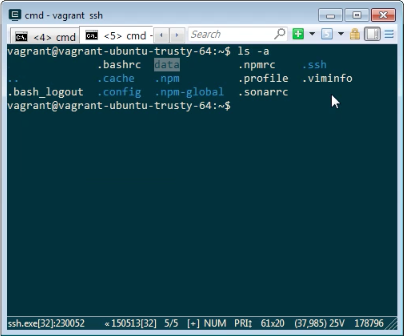 cmd - vagrant ssh
<4> cmd
<5> cmd -
Search
vagrant@vagrant-ubuntu-trusty-64:~$ ls -a
.bashrc data .npmrc .ssh
.. .cache .npm .profile .viminfo
.bash_logout .config .npm-global .sonarrc
vagrant@vagrant-ubuntu-trusty-64:~$
ssh.exe[32]:230052 «150513[32] 5/5 [+] NUM PRI↕ 61x20 (37,985) 25V 178796